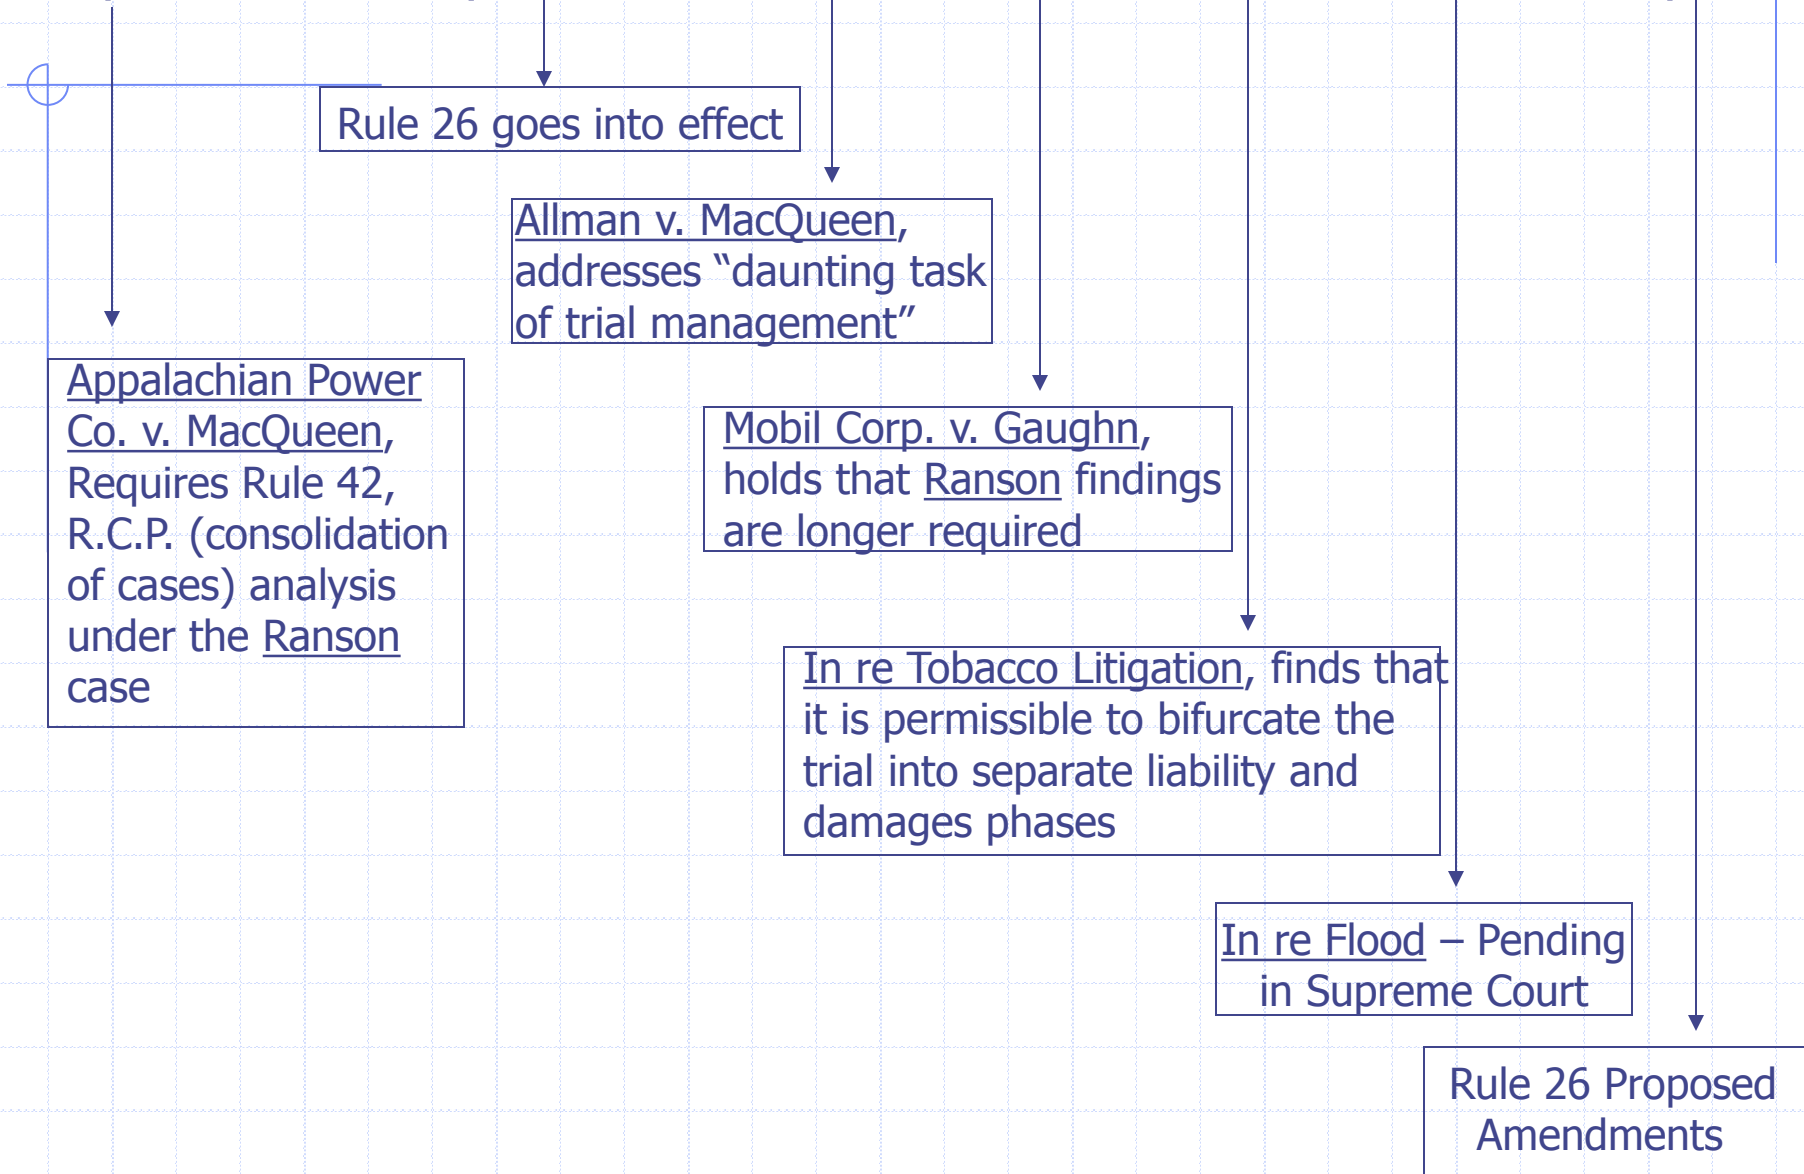 Rule 26 goes into effect
Allman v. MacQueen,
addresses “daunting task
of trial management”
Appalachian Power
Co. v. MacQueen,
Requires Rule 42,
R.C.P. (consolidation
of cases) analysis
under the Ranson
case
Mobil Corp. v. Gaughn,
holds that Ranson findings
are longer required
In re Tobacco Litigation, finds that
it is permissible to bifurcate the
trial into separate liability and
damages phases
In re Flood – Pending
in Supreme Court
Rule 26 Proposed
Amendments